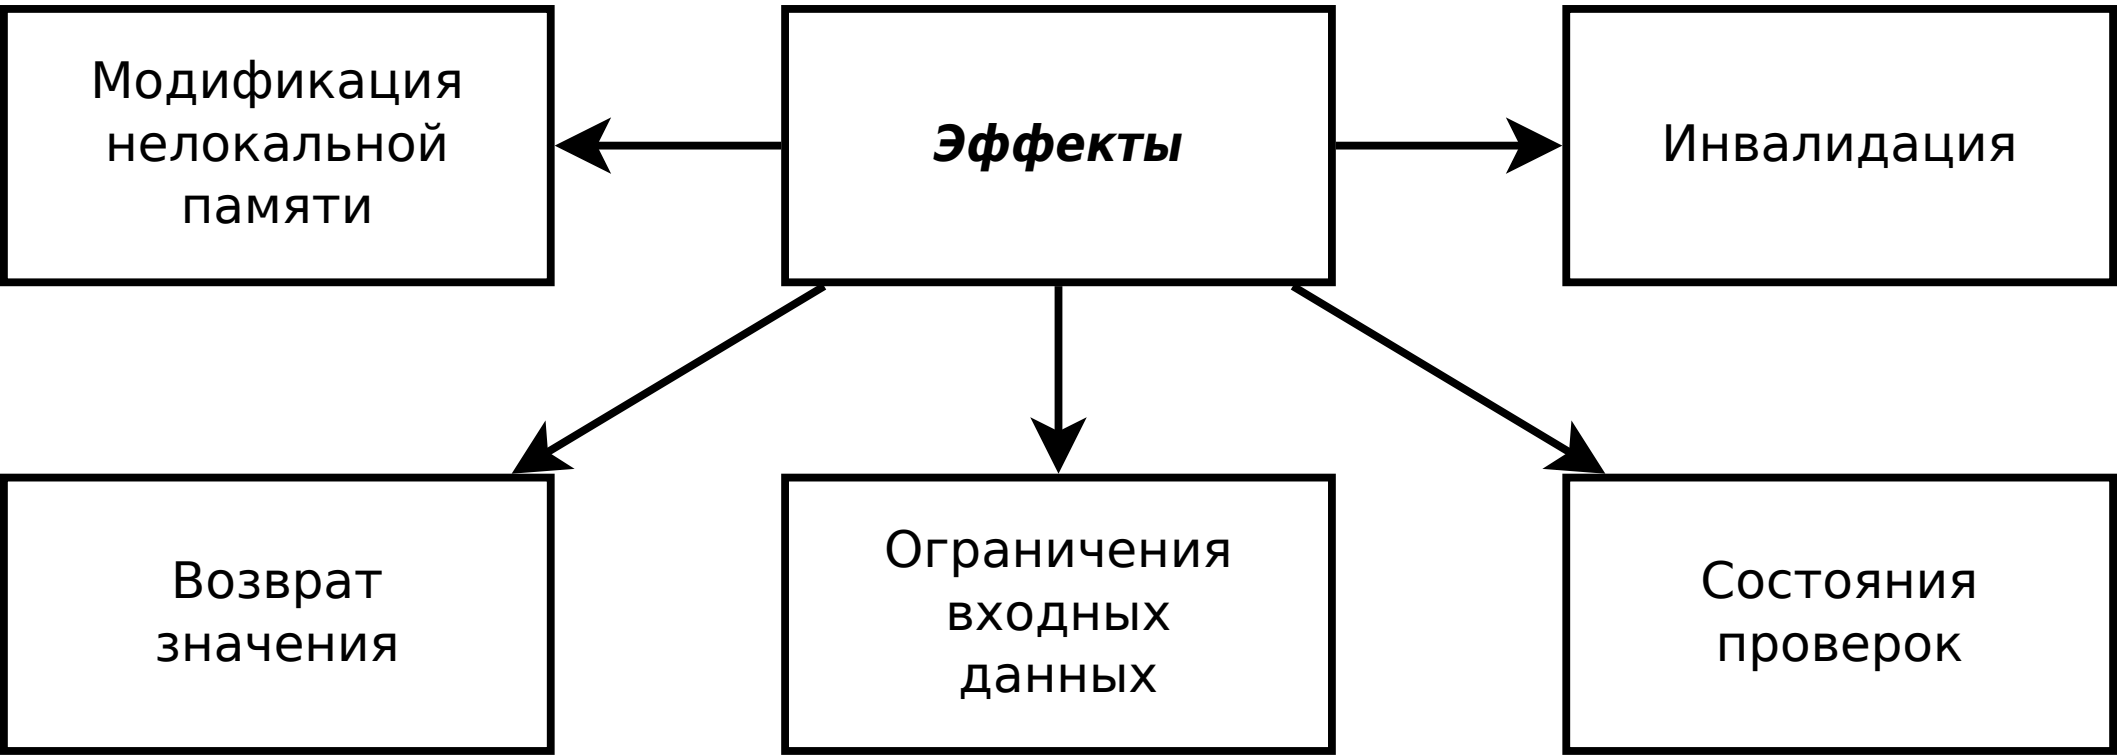 Модификация
нелокальной
памяти
Эффекты
Инвалидация
Возврат
значения
Ограничения
входных
данных
Состояния
проверок